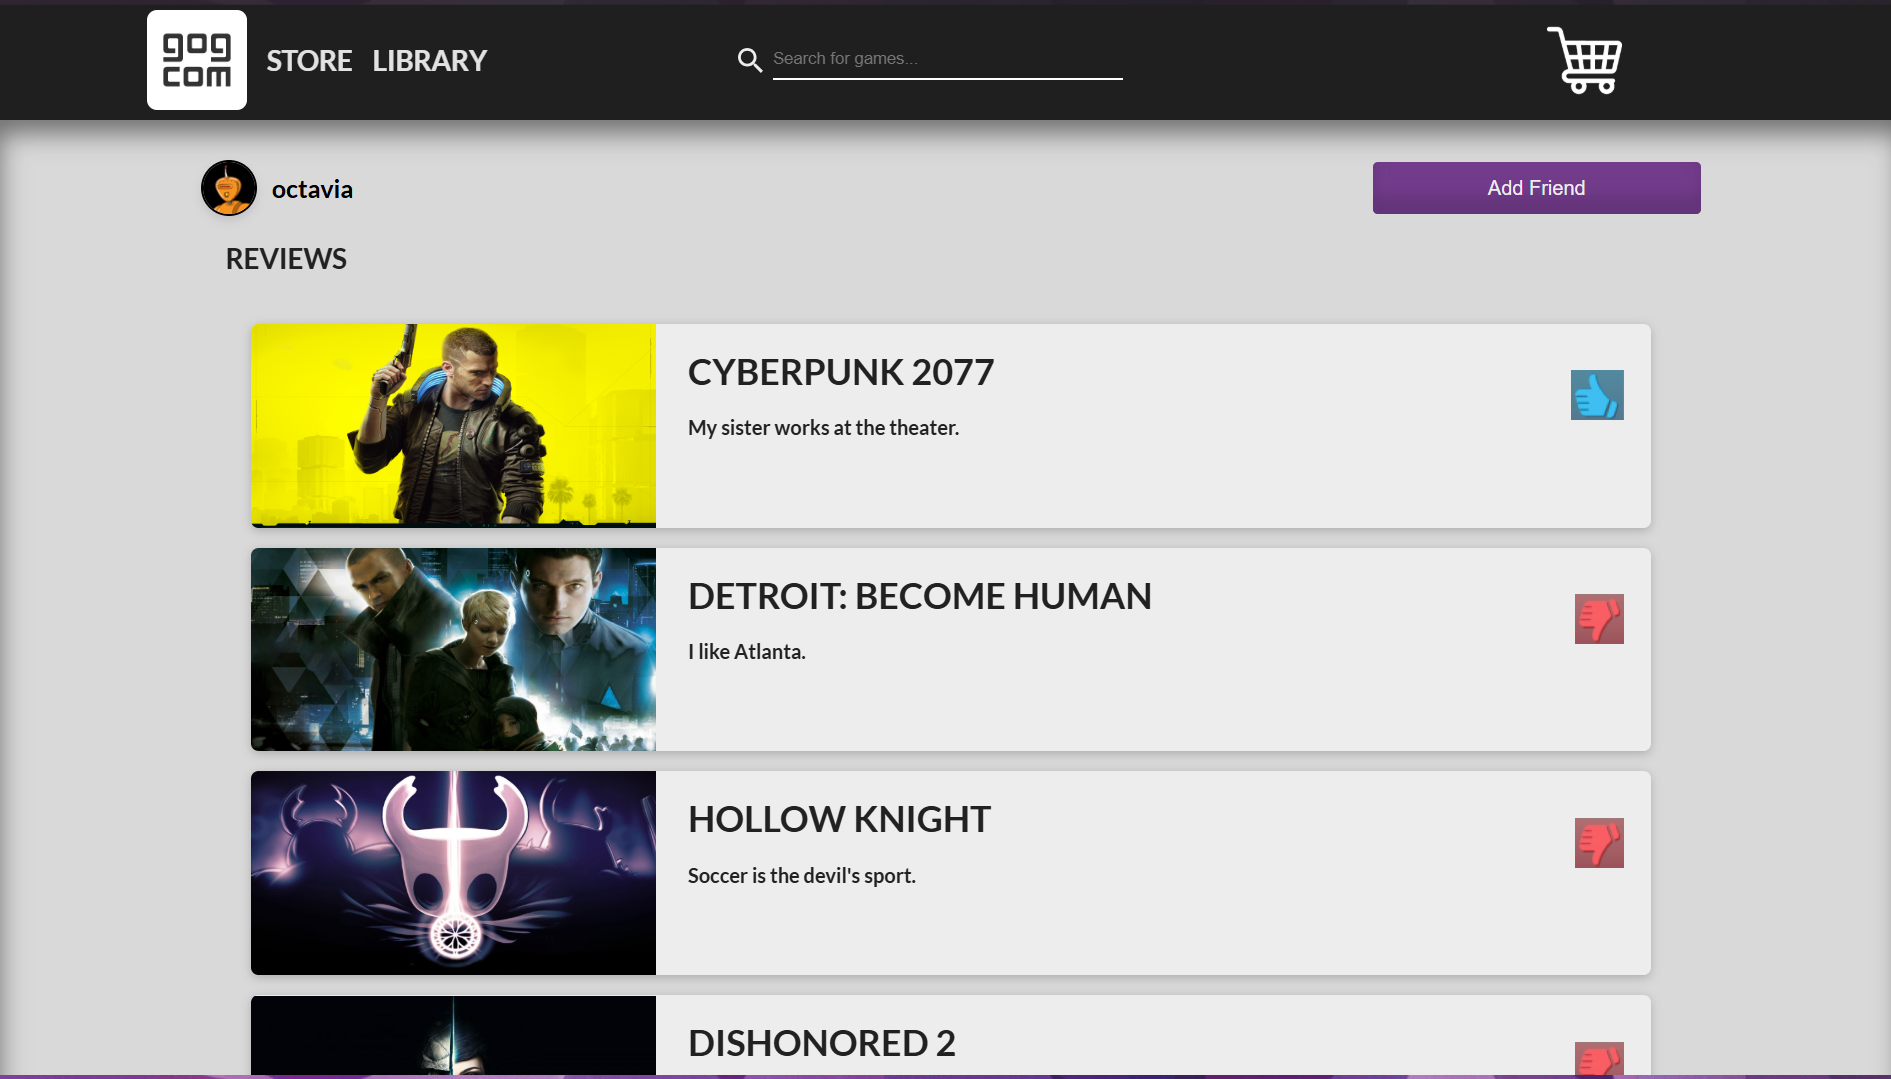 gog
com
STORE LIBRARY
Search for games...
octavia
Add Friend
REVIEWS
CYBERPUNK 2077
My sister works at the theater.
DETROIT: BECOME HUMAN
I like Atlanta.
HOLLOW KNIGHT
Soccer is the devil's sport.
DISHONORED 2